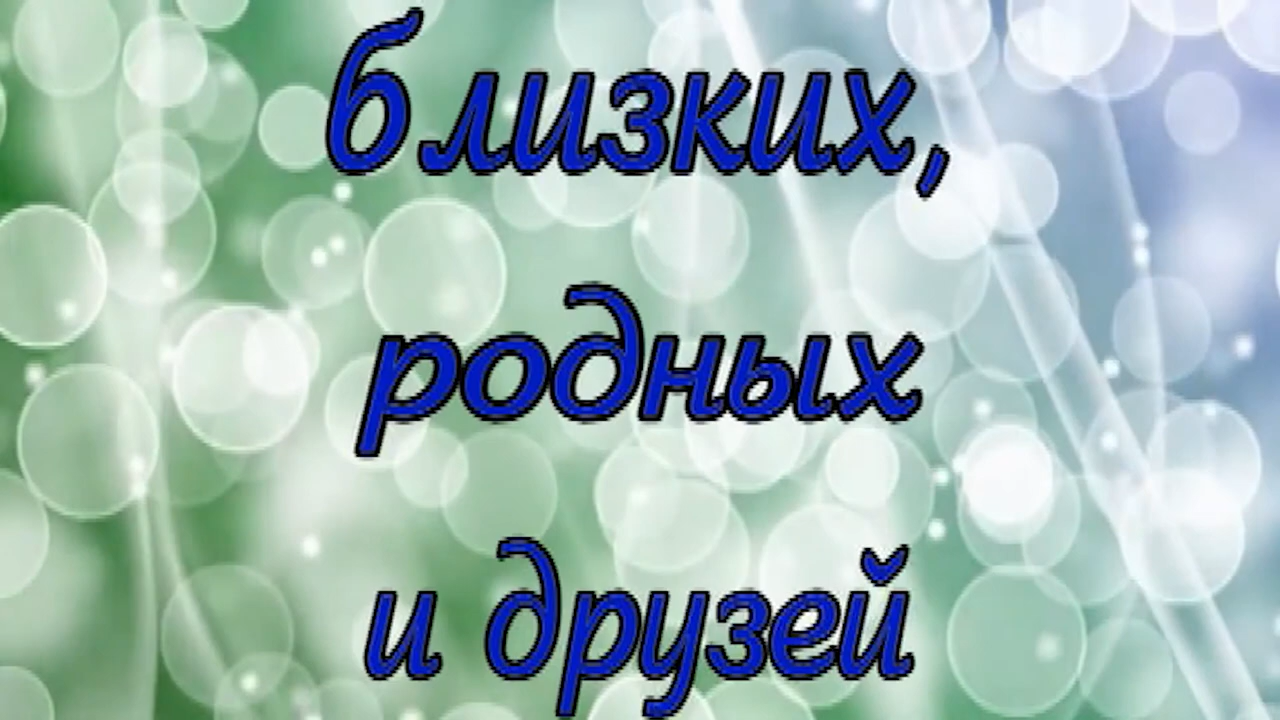 близких,
родных
и друзей